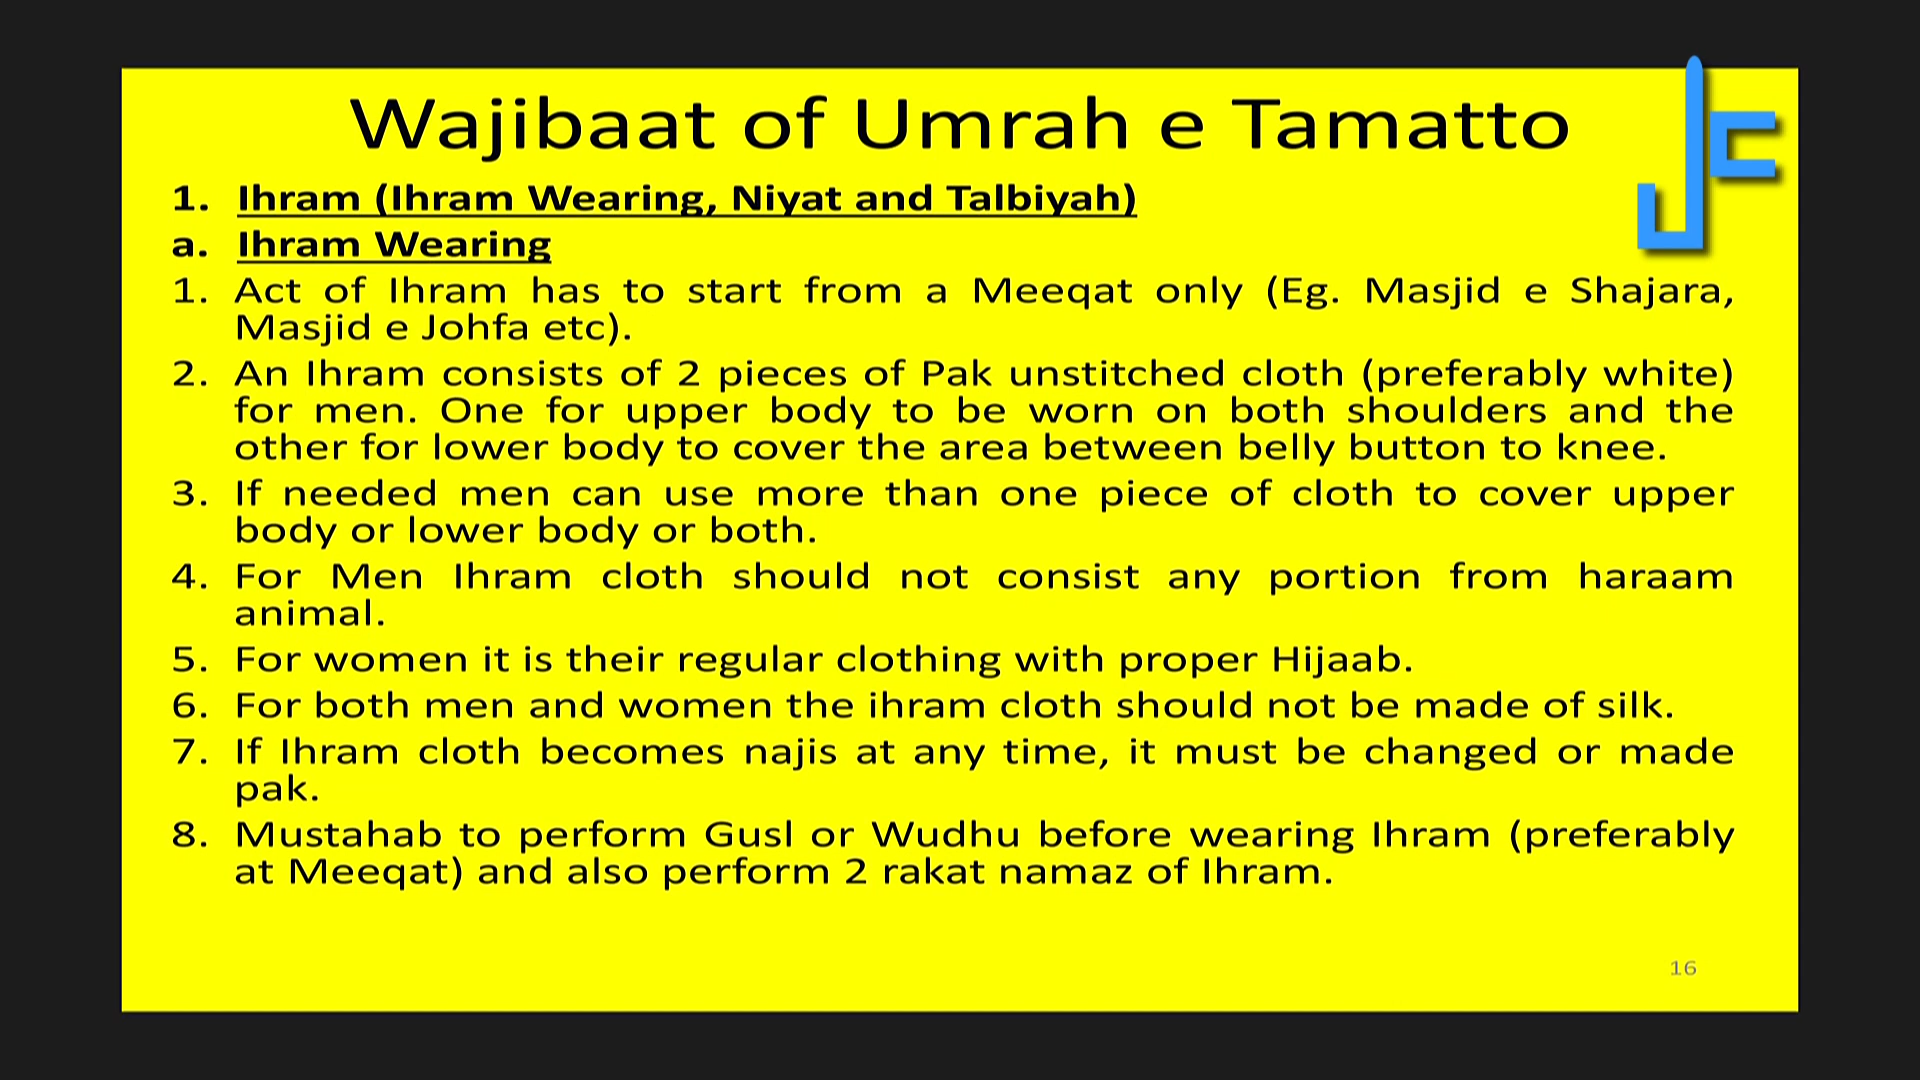 Wajibaat of Umrah e Tamatto
1. Ihram (Ihram Wearing, Niyat and Talbiyah)
a. Ihram Wearing
1. Act of Ihram has to start from a Meeqat only (Eg. Masjid e Shajara,
Masjid e Johfa etc).
2. An Ihram consists of 2 pieces of Pak unstitched cloth (preferably white)
for men. One for upper body to be worn on both shoulders and the
other for lower body to cover the area between belly button to knee.
3. If needed men can use more than one piece of cloth to cover upper
body or lower body or both.
4. For Men Ihram cloth should not consist any portion from haraam
animal.
5. For women it is their regular clothing with proper Hijaab.
6. For both men and women the ihram cloth should not be made of silk.
7. If Ihram cloth becomes najis at any time, it must be changed or made
pak.
8. Mustahab to perform Gusl or Wudhu before wearing Ihram (preferably
at Meeqat) and also perform 2 rakat namaz of Ihram.
16